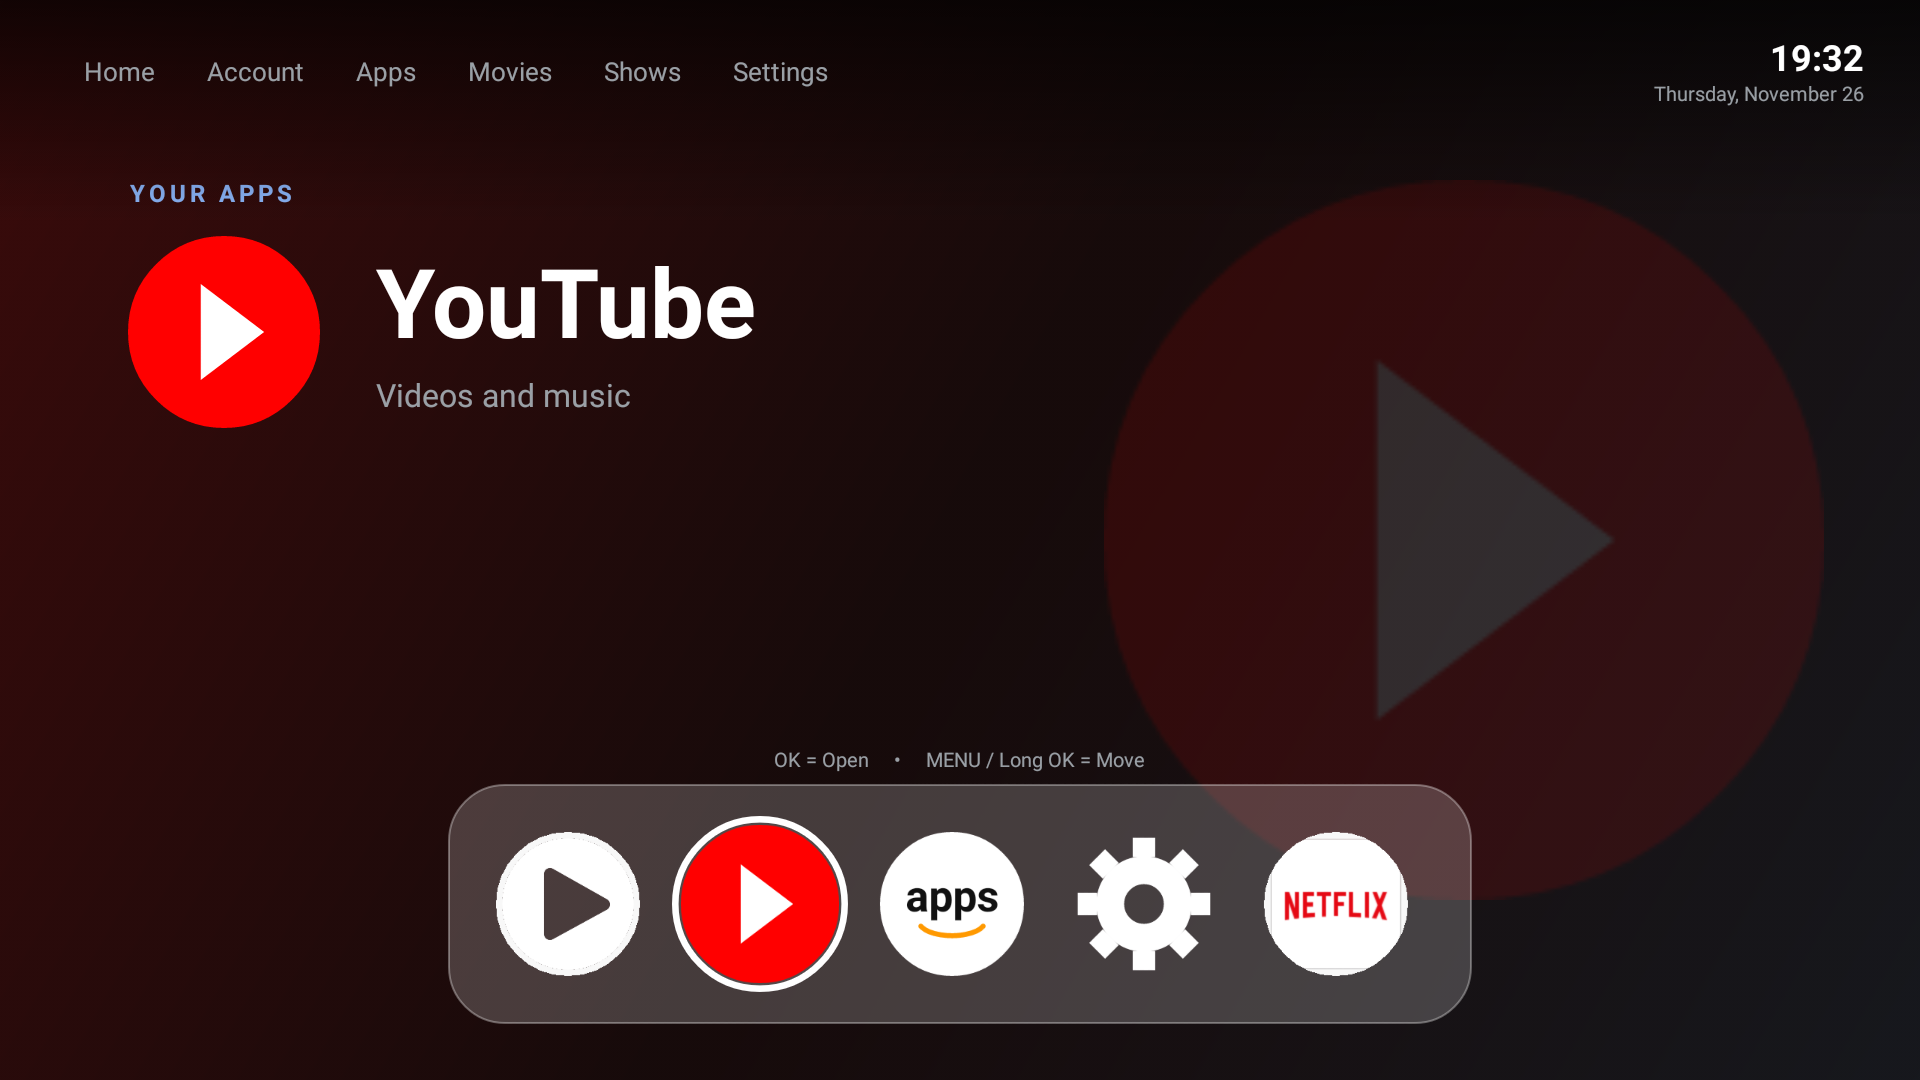 Home Account Apps Movies Shows Settings
19:32
Thursday, November 26
YOUR APPS
YouTube
Videos and music
OK = Open • MENU / Long OK = Move
apps
NETFLIX